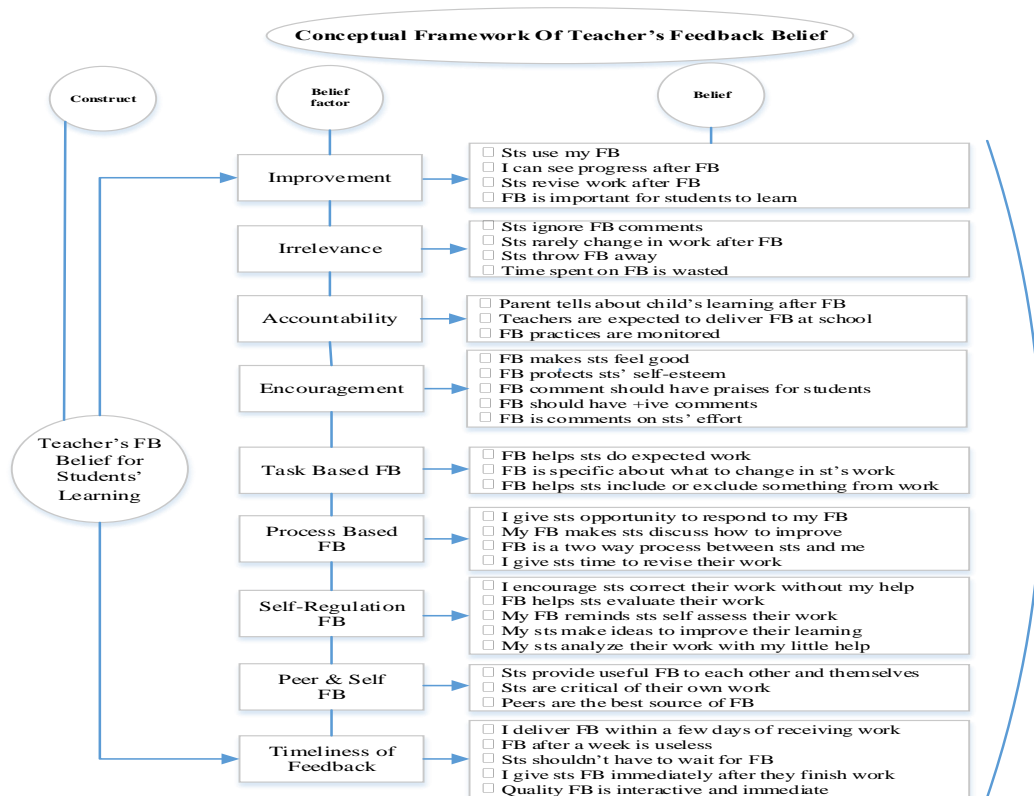 Conceptual Framework Of Teacher's Feedback Belief
Construct
Belief
factor
Belief
Teacher's FB
Belief for
Students'
Learning
Improvement
☐ Sts use my FB
☐ I can see progress after FB
☐ Sts revise work after FB
☐ FB is important for students to learn
Irrelevance
☐ Sts ignore FB comments
☐ Sts rarely change in work after FB
☐ Sts throw FB away
☐ Time spent on FB is wasted
Accountability
☐ Parent tells about child's learning after FB
☐ Teachers are expected to deliver FB at school
☐ FB practices are monitored
Encouragement
☐ FB makes sts feel good
☐ FB protects sts' self-esteem
☐ FB comment should have praises for students
☐ FB should have +ive comments
☐ FB is comments on sts' effort
Task Based FB
☐ FB helps sts do expected work
☐ FB is specific about what to change in st's work
☐ FB helps sts include or exclude something from work
Process Based
FB
☐ I give sts opportunity to respond to my FB
☐ My FB makes sts discuss how to improve
☐ FB is a two way process between sts and me
☐ I give sts time to revise their work
Self-Regulation
FB
☐ I encourage sts correct their work without my help
☐ FB helps sts evaluate their work
☐ My FB reminds sts self assess their work
☐ My sts make ideas to improve their learning
☐ My sts analyze their work with my little help
Peer & Self
FB
☐ Sts provide useful FB to each other and themselves
☐ Sts are critical of their own work
☐ Peers are the best source of FB
Timeliness of
Feedback
☐ I deliver FB within a few days of receiving work
☐ FB after a week is useless
☐ Sts shouldn't have to wait for FB
☐ I give sts FB immediately after they finish work
☐ Quality FB is interactive and immediate